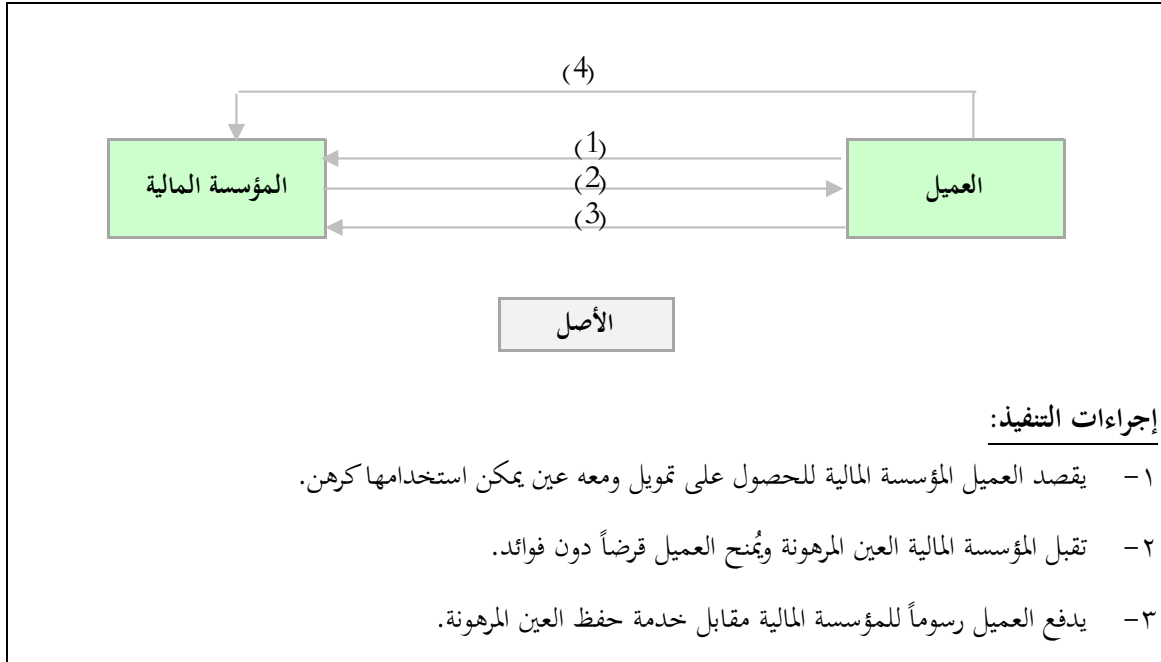 (4)
(1)
العميل
المؤسسة المالية
(2)
(3)
الأصل
إجراءات التنفيذ:
١- يقصد العميل المؤسسة المالية للحصول على تمويل ومعه عين يمكن استخدامها كرهن.
٢- تقبل المؤسسة المالية العين المرهونة ويُمنح العميل قرضاً دون فوائد.
٣- يدفع العميل رسوماً للمؤسسة المالية مقابل خدمة حفظ العين المرهونة.